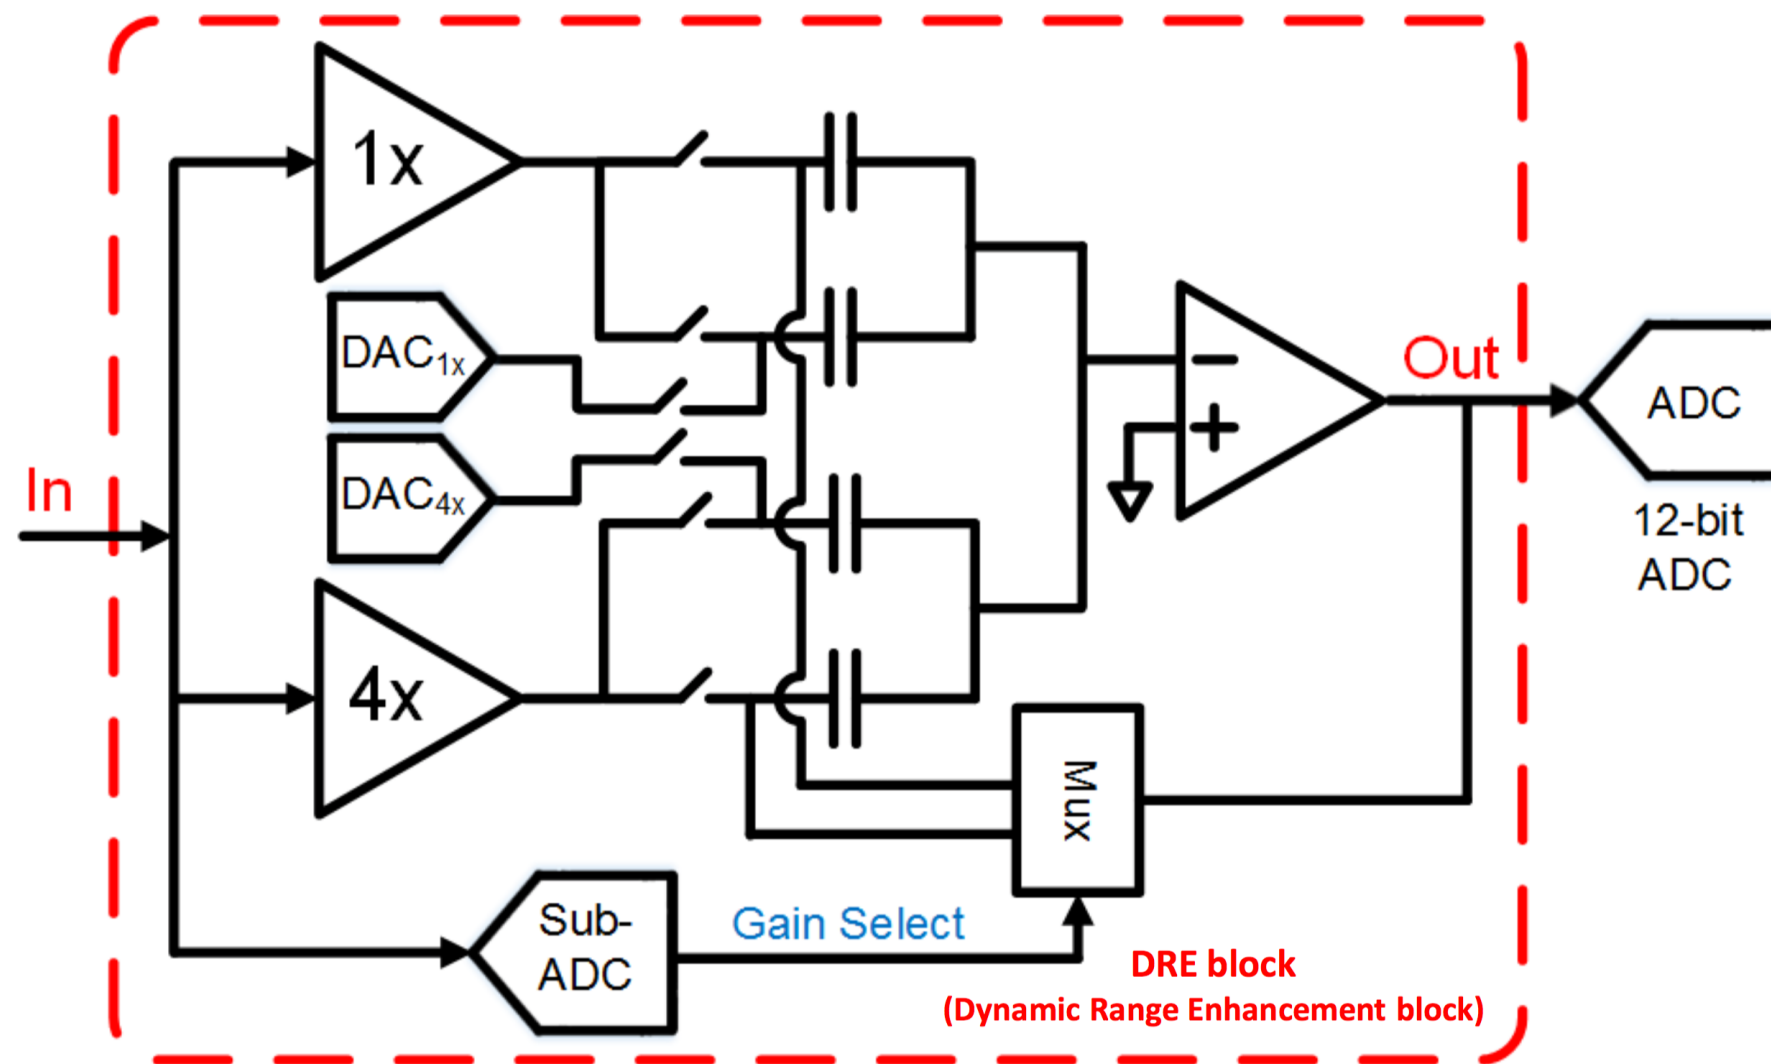 1x
DAC1x
Out
−
+
ADC
DAC4x
In
12-bit
ADC
4x
Mux
Sub-
ADC
Gain Select
DRE block
(Dynamic Range Enhancement block)